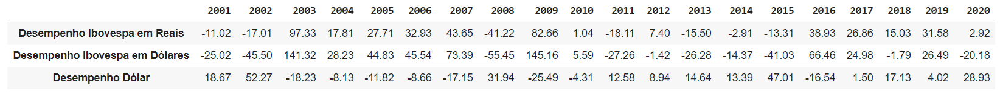 2001 2002 2003 2004 2005 2006 2007 2008 2009 2010 2011 2012 2013 2014 2015 2016 2017 2018 2019 2020
Desempenho Ibovespa em Reais -11.02 -17.01 97.33 17.81 27.71 32.93 43.65 -41.22 82.66 1.04 -18.11 7.40 -15.50 -2.91 -13.31 38.93 26.86 15.03 31.58 2.92
Desempenho Ibovespa em Dólares -25.02 -45.50 141.32 28.23 44.83 45.54 73.39 -55.45 145.16 5.59 -27.26 -1.42 -26.28 -14.37 -41.03 66.46 24.98 -1.79 26.49 -20.18
Desempenho Dólar 18.67 52.27 -18.23 -8.13 -11.82 -8.66 -17.15 31.94 -25.49 -4.31 12.58 8.94 14.64 13.39 47.01 -16.54 1.50 17.13 4.02 28.93